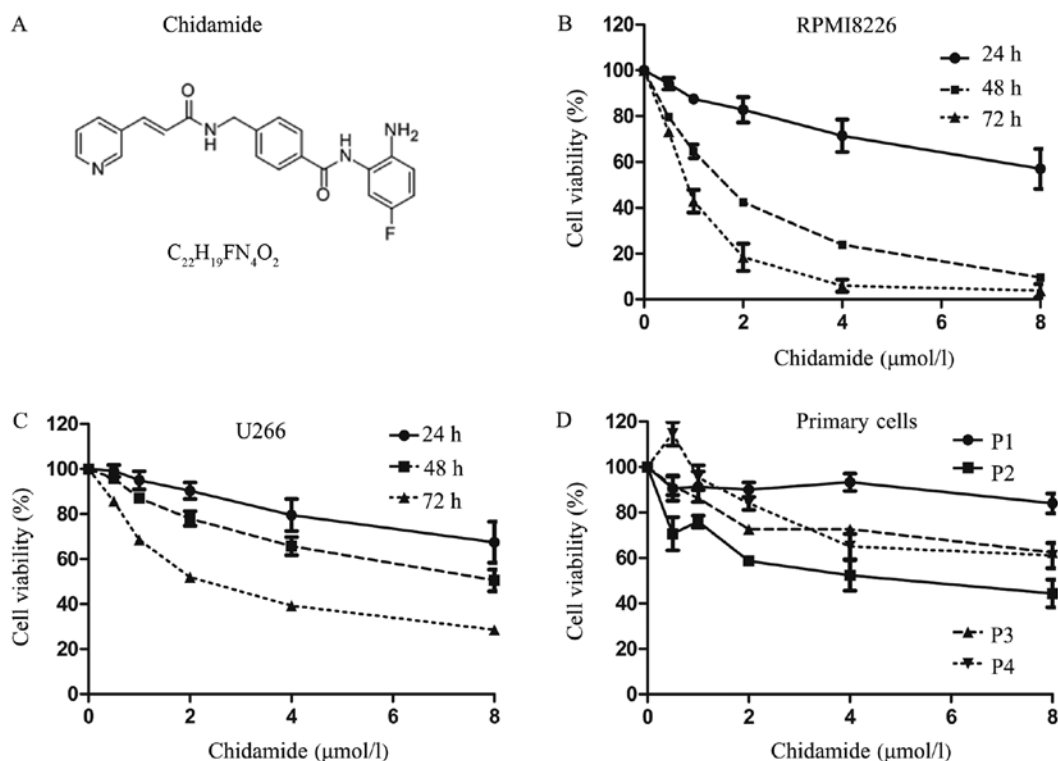 A
Chidamide
O
N
N
H
O
H
N
NH₂
F
C₂₂H₁₉FN₄O₂
B
RPMI8226
24 h
48 h
72 h
Cell viability (%)
120
100
80
60
40
20
0
0 2 4 6 8
Chidamide (μmol/l)
C
U266
24 h
48 h
72 h
Cell viability (%)
120
100
80
60
40
20
0
0 2 4 6 8
Chidamide (μmol/l)
D
Primary cells
P1
P2
P3
P4
Cell viability (%)
120
100
80
60
40
20
0
0 2 4 6 8
Chidamide (μmol/l)